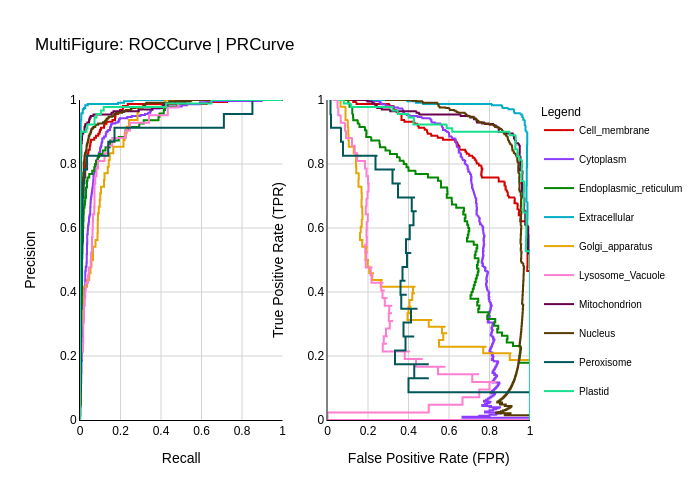 MultiFigure: ROCCurve | PRCurve
Precision
1
0.8
0.6
0.4
0.2
0
0 0.2 0.4 0.6 0.8 1
Recall
True Positive Rate (TPR)
1
0.8
0.6
0.4
0.2
0
0 0.2 0.4 0.6 0.8 1
False Positive Rate (FPR)
Legend
Cell_membrane
Cytoplasm
Endoplasmic_reticulum
Extracellular
Golgi_apparatus
Lysosome_Vacuole
Mitochondrion
Nucleus
Peroxisome
Plastid